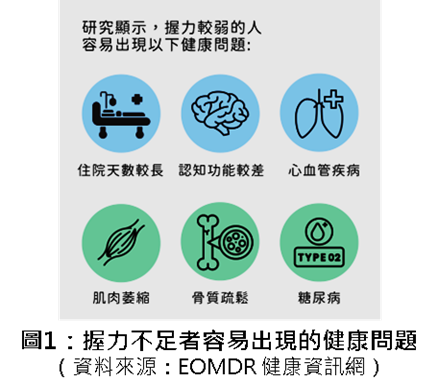 研究顯示，握力較弱的人
容易出現以下健康問題:
住院天數較長 認知功能較差 心血管疾病
TYPE 02
肌肉萎縮 骨質疏鬆 糖尿病
圖1：握力不足者容易出現的健康問題
（資料來源：EOMDR 健康資訊網）